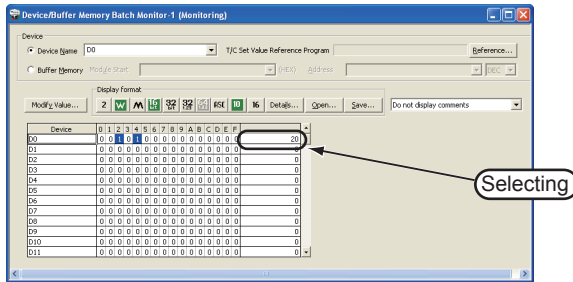 Device/Buffer Memory Batch Monitor-1 (Monitoring)
Device
Device Name D0 T/C Set Value Reference Program Reference...
Buffer Memory Module Start (HEX) Address DEC
Display format
Modify Value... 2 W M 16 bit 32 bit 32 64 ASC 10 16 Details... Open... Save... Do not display comments
Device 0 1 2 3 4 5 6 7 8 9 A B C D E F
D0 0 0 1 0 1 0 0 0 0 0 0 0 0 0 0 0 20
D1 0 0 0 0 0 0 0 0 0 0 0 0 0 0 0 0 0
Selecting
D2 0 0 0 0 0 0 0 0 0 0 0 0 0 0 0 0 0
D3 0 0 0 0 0 0 0 0 0 0 0 0 0 0 0 0 0
D4 0 0 0 0 0 0 0 0 0 0 0 0 0 0 0 0 0
D5 0 0 0 0 0 0 0 0 0 0 0 0 0 0 0 0 0
D6 0 0 0 0 0 0 0 0 0 0 0 0 0 0 0 0 0
D7 0 0 0 0 0 0 0 0 0 0 0 0 0 0 0 0 0
D8 0 0 0 0 0 0 0 0 0 0 0 0 0 0 0 0 0
D9 0 0 0 0 0 0 0 0 0 0 0 0 0 0 0 0 0
D10 0 0 0 0 0 0 0 0 0 0 0 0 0 0 0 0 0
D11 0 0 0 0 0 0 0 0 0 0 0 0 0 0 0 0 0